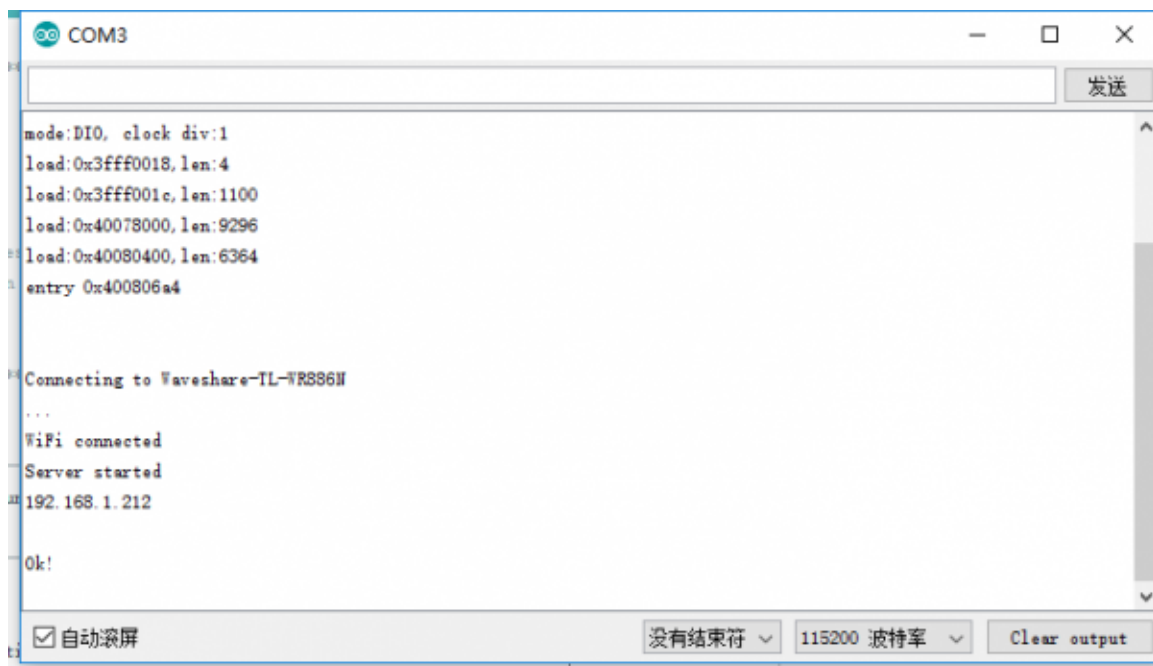 COM3
发送
mode:DIO, clock div:1
load:0x3fff0018,len:4
load:0x3fff001c,len:1100
load:0x40078000,len:9296
load:0x40080400,len:6364
entry 0x400806a4
Connecting to Waveshare-TL-WR886N
...
WiFi connected
Server started
192.168.1.212
Ok!
自动滚屏
没有结束符
115200 波特率
Clear output